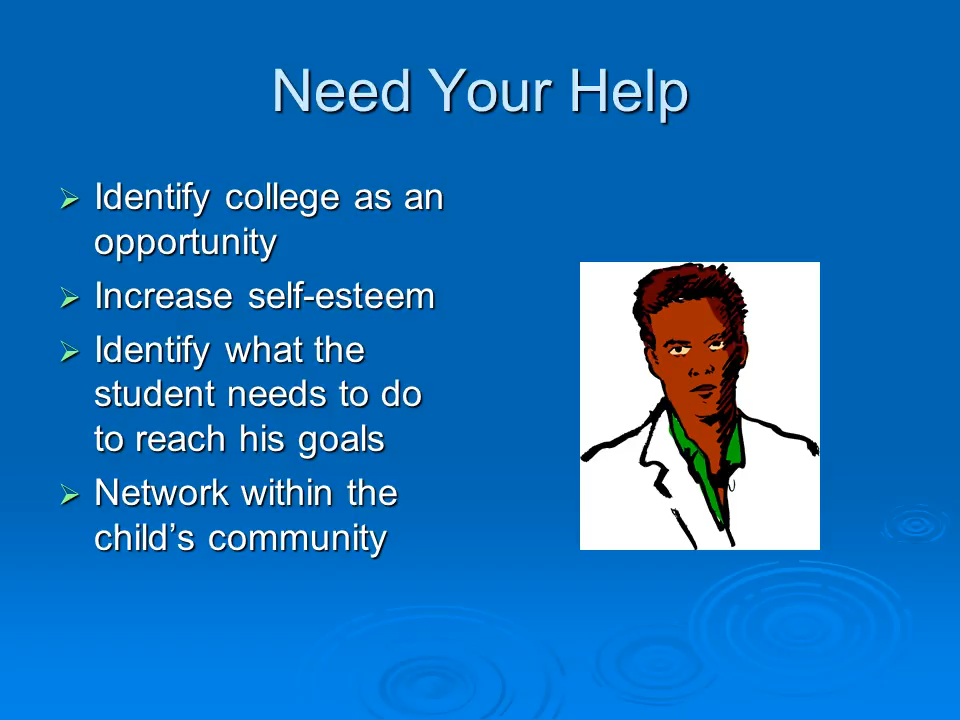 Need Your Help
Identify college as an
opportunity
Increase self-esteem
Identify what the
student needs to do
to reach his goals
Network within the
child’s community